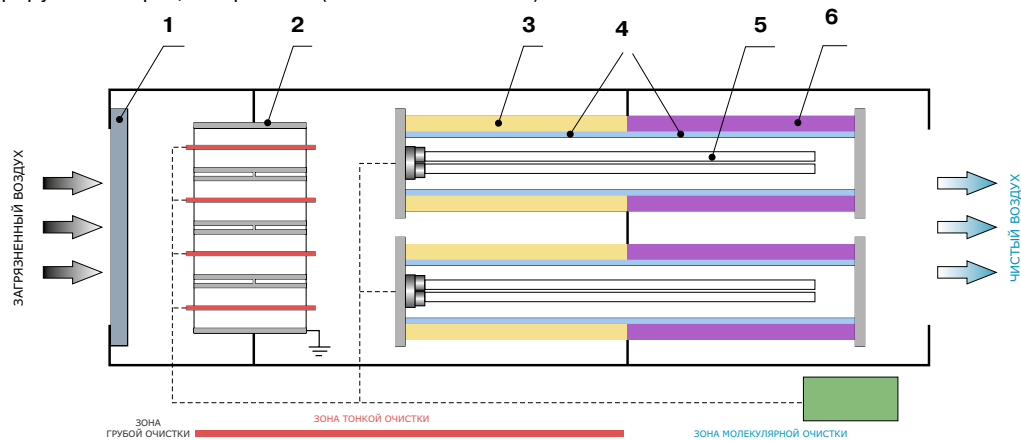 1
2
3
4
5
6
ЗАГРЯЗНЕННЫЙ ВОЗДУХ
ЧИСТЫЙ ВОЗДУХ
ЗОНА
ГРУБОЙ ОЧИСТКИ
ЗОНА ТОНКОЙ ОЧИСТКИ
ЗОНА МОЛЕКУЛЯРНОЙ ОЧИСТКИ